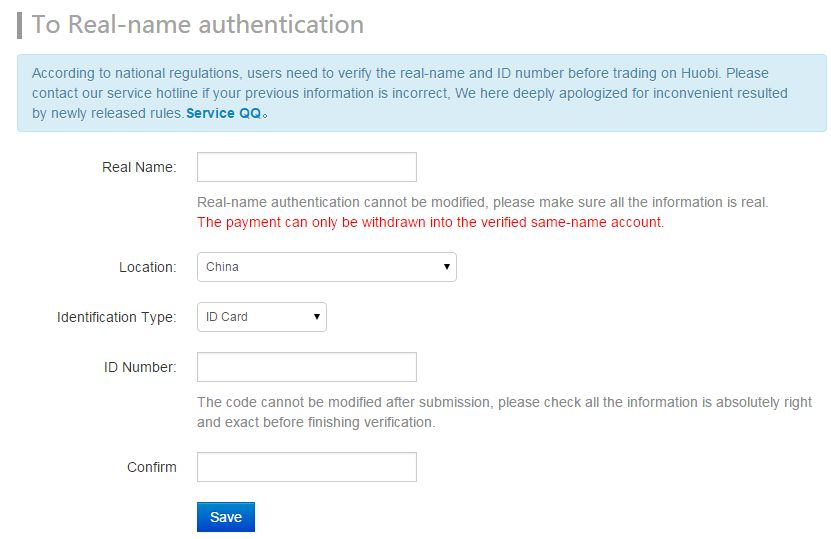 To Real-name authentication
According to national regulations, users need to verify the real-name and ID number before trading on Huobi. Please
contact our service hotline if your previous information is incorrect, We here deeply apologized for inconvenient resulted
by newly released rules. Service QQ。
Real Name:
Real-name authentication cannot be modified, please make sure all the information is real.
The payment can only be withdrawn into the verified same-name account.
Location: China
Identification Type: ID Card
ID Number:
The code cannot be modified after submission, please check all the information is absolutely right
and exact before finishing verification.
Confirm
Save